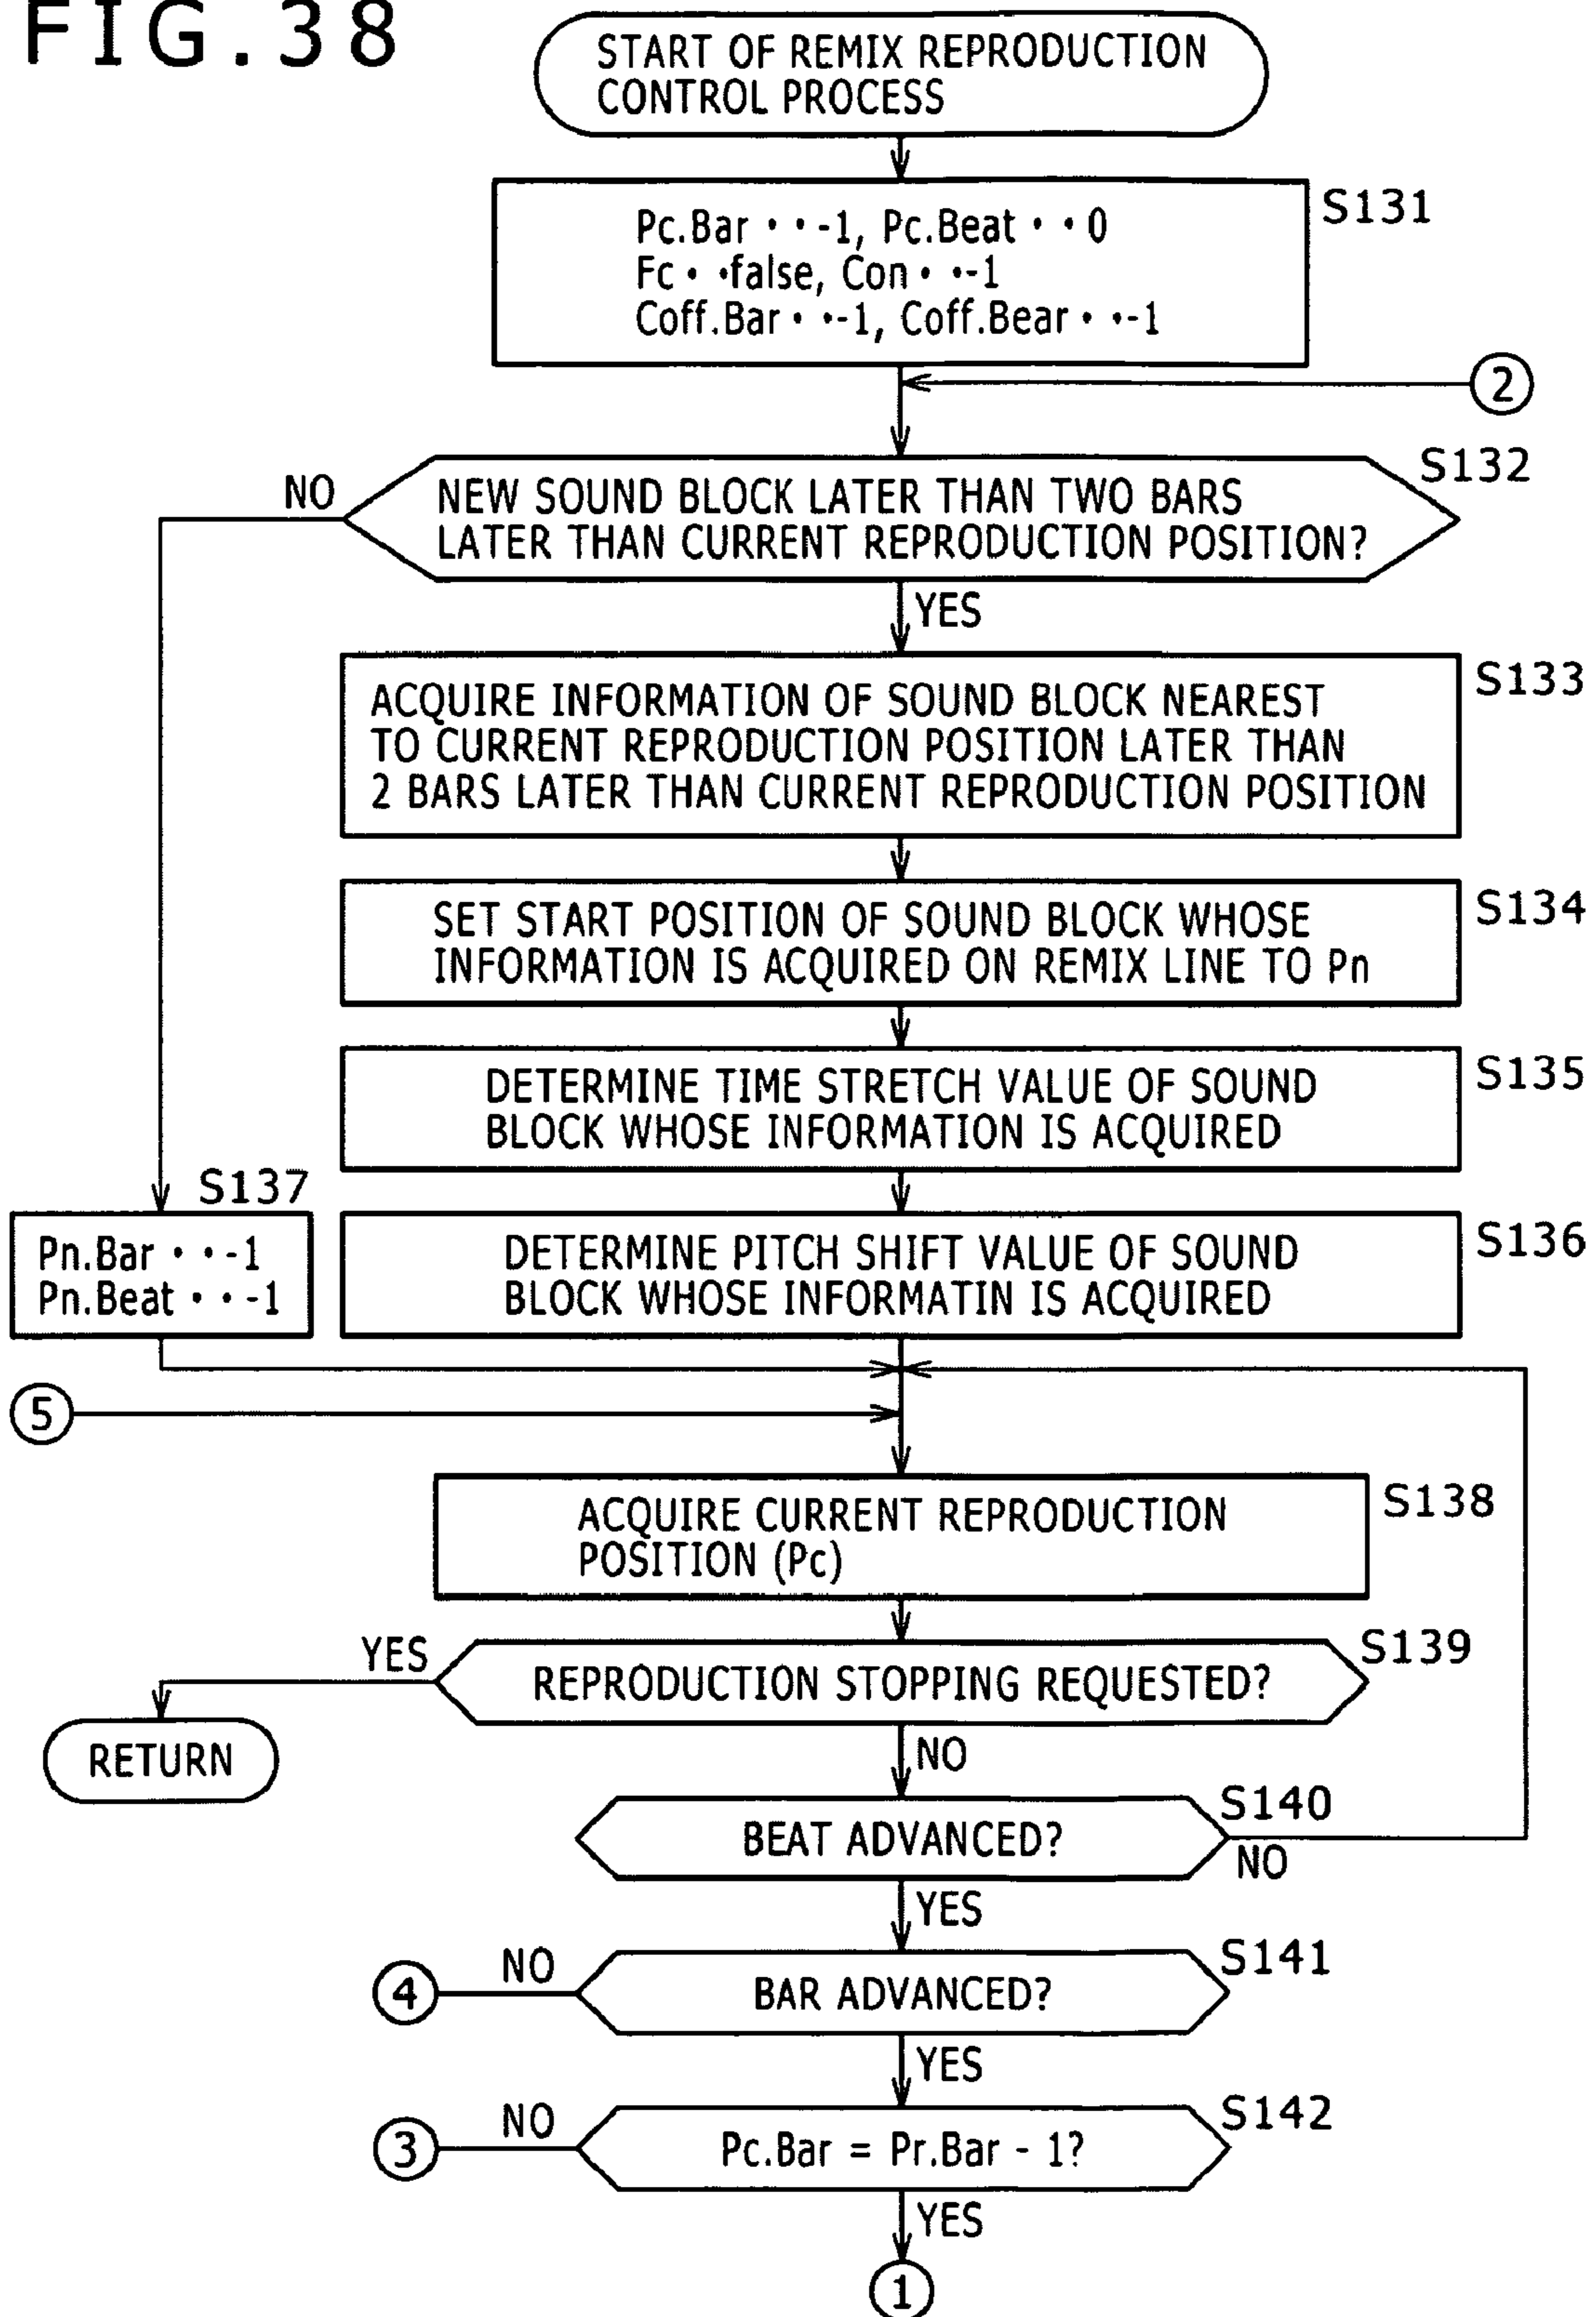 FIG.38
START OF REMIX REPRODUCTION
CONTROL PROCESS
S131
Pc.Bar・・-1, Pc.Beat・・0
Fc・・false, Con・・-1
Coff.Bar・・-1, Coff.Bear・・-1
2
S132
NO
NEW SOUND BLOCK LATER THAN TWO BARS
LATER THAN CURRENT REPRODUCTION POSITION?
YES
S133
ACQUIRE INFORMATION OF SOUND BLOCK NEAREST
TO CURRENT REPRODUCTION POSITION LATER THAN
2 BARS LATER THAN CURRENT REPRODUCTION POSITION
S134
SET START POSITION OF SOUND BLOCK WHOSE
INFORMATION IS ACQUIRED ON REMIX LINE TO Pn
S135
DETERMINE TIME STRETCH VALUE OF SOUND
BLOCK WHOSE INFORMATION IS ACQUIRED
S137
Pn.Bar・・-1
Pn.Beat・・-1
S136
DETERMINE PITCH SHIFT VALUE OF SOUND
BLOCK WHOSE INFORMATIN IS ACQUIRED
5
S138
ACQUIRE CURRENT REPRODUCTION
POSITION (Pc)
S139
YES
REPRODUCTION STOPPING REQUESTED?
RETURN
NO
S140
BEAT ADVANCED?
NO
YES
S141
NO
4
BAR ADVANCED?
YES
S142
NO
3
Pc.Bar = Pr.Bar - 1?
YES
1